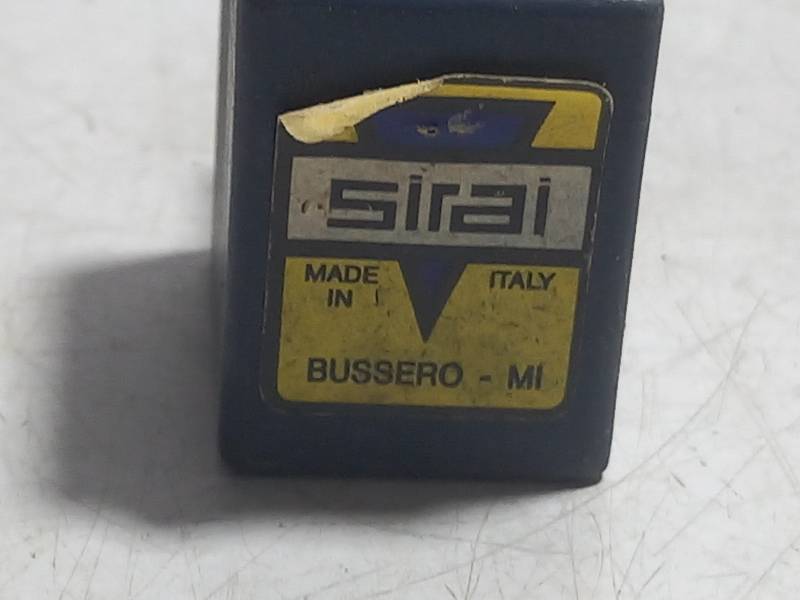 sirai
MADE ITALY
IN
BUSSERO - MI